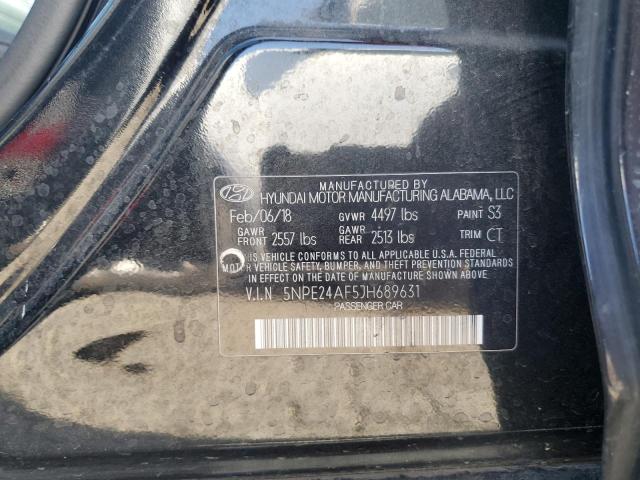 MANUFACTURED BY
HYUNDAI MOTOR MANUFACTURING ALABAMA, LLC
Feb/06/18 GVWR 4497 lbs PAINT S3
GAWR FRONT 2557 lbs GAWR REAR 2513 lbs TRIM CT
THIS VEHICLE CONFORMS TO ALL APPLICABLE U.S.A. FEDERAL
MOTOR VEHICLE SAFETY, BUMPER, AND THEFT PREVENTION STANDARDS
IN EFFECT ON THE DATE OF MANUFACTURE SHOWN ABOVE.
V.I.N 5NPE24AF5JH689631
PASSENGER CAR